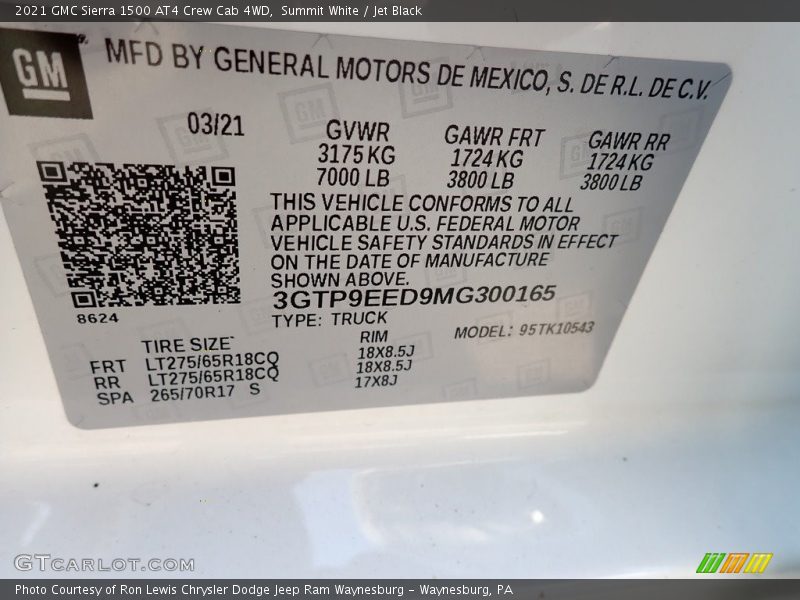 2021 GMC Sierra 1500 AT4 Crew Cab 4WD, Summit White / Jet Black
GM
MFD BY GENERAL MOTORS DE MEXICO, S. DE R.L. DE C.V.
03/21
GVWR GAWR FRT GAWR RR
3175 KG 1724 KG 1724 KG
7000 LB 3800 LB 3800 LB
THIS VEHICLE CONFORMS TO ALL
APPLICABLE U.S. FEDERAL MOTOR
VEHICLE SAFETY STANDARDS IN EFFECT
ON THE DATE OF MANUFACTURE
SHOWN ABOVE.
3GTP9EED9MG300165
8624
TYPE: TRUCK MODEL: 95TK10543
TIRE SIZE RIM
FRT LT275/65R18CQ 18X8.5J
RR LT275/65R18CQ 18X8.5J
SPA 265/70R17 S 17X8J
GTCARLOT.COM
Photo Courtesy of Ron Lewis Chrysler Dodge Jeep Ram Waynesburg - Waynesburg, PA